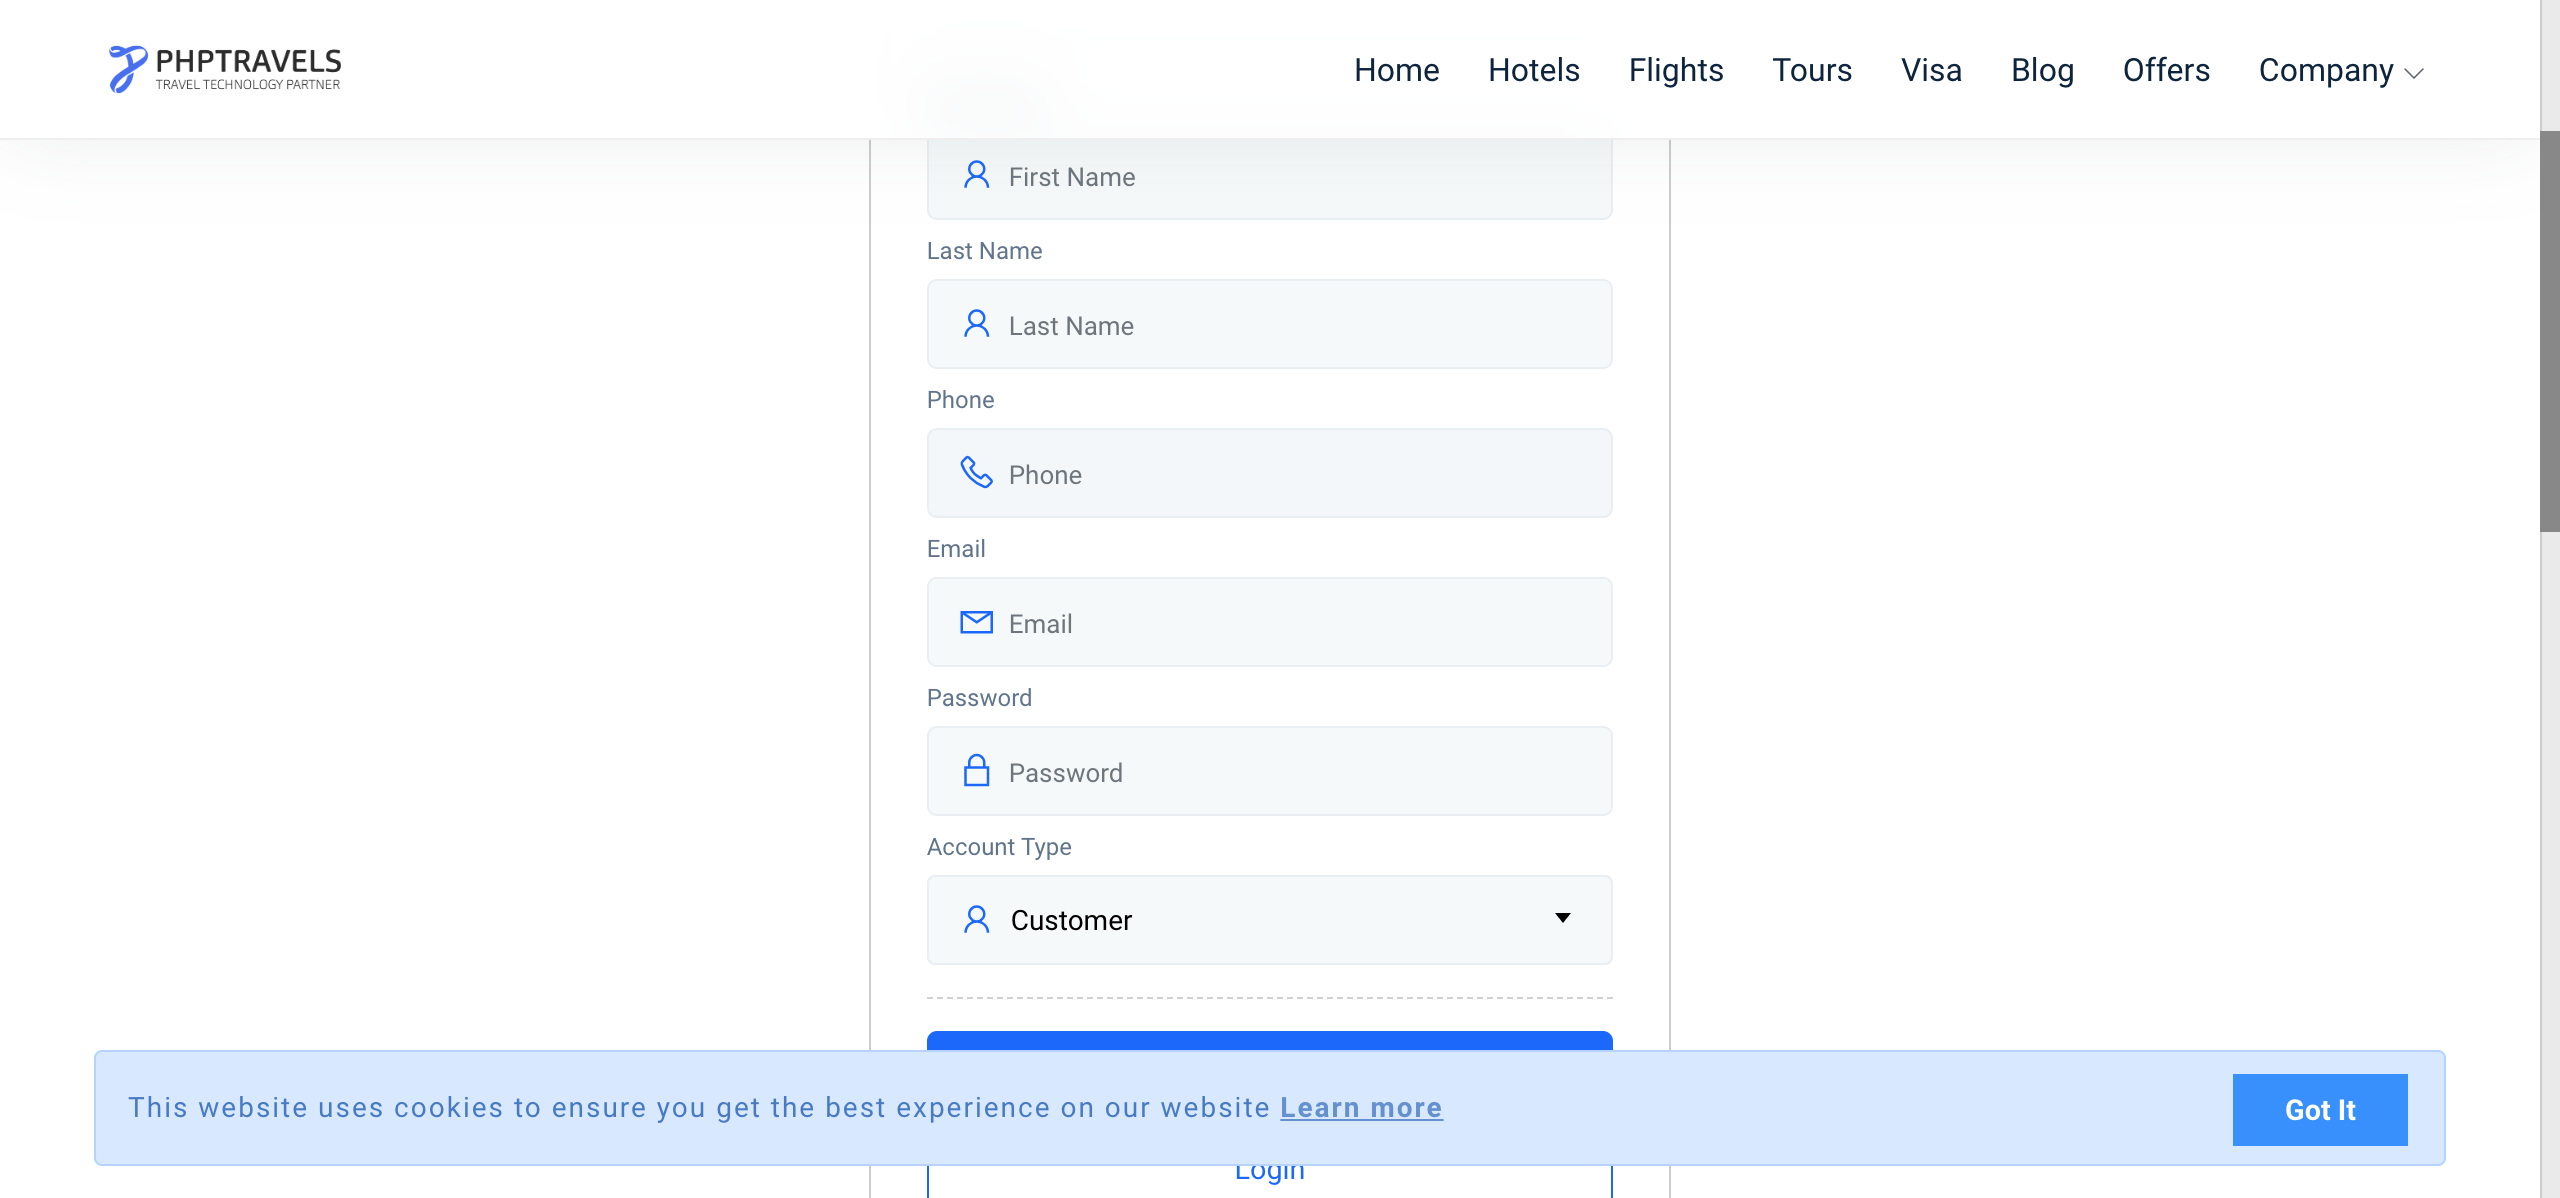 PHPTRAVELS
TRAVEL TECHNOLOGY PARTNER
Home Hotels Flights Tours Visa Blog Offers Company
First Name
Last Name
Last Name
Phone
Phone
Email
Email
Password
Password
Account Type
Customer
This website uses cookies to ensure you get the best experience on our website Learn more
Got It
Login